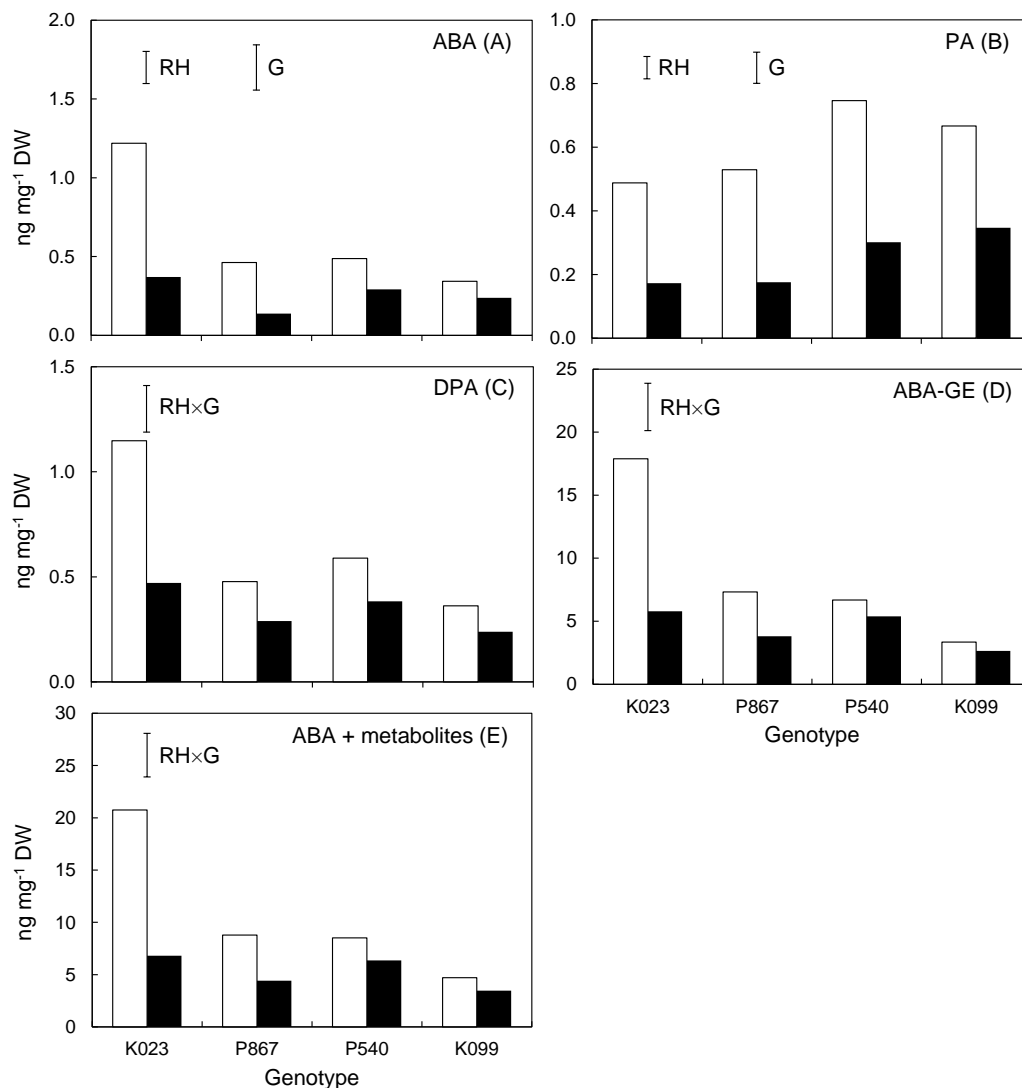 ABA (A)
RH
G
2.0
1.5
1.0
0.5
0.0
ng mg⁻¹ DW
PA (B)
RH
G
1.0
0.8
0.6
0.4
0.2
0.0
DPA (C)
RH×G
1.5
1.0
0.5
0.0
ng mg⁻¹ DW
ABA-GE (D)
RH×G
25
20
15
10
5
0
K023 P867 P540 K099
Genotype
ABA + metabolites (E)
RH×G
30
25
20
15
10
5
0
ng mg⁻¹ DW
K023 P867 P540 K099
Genotype